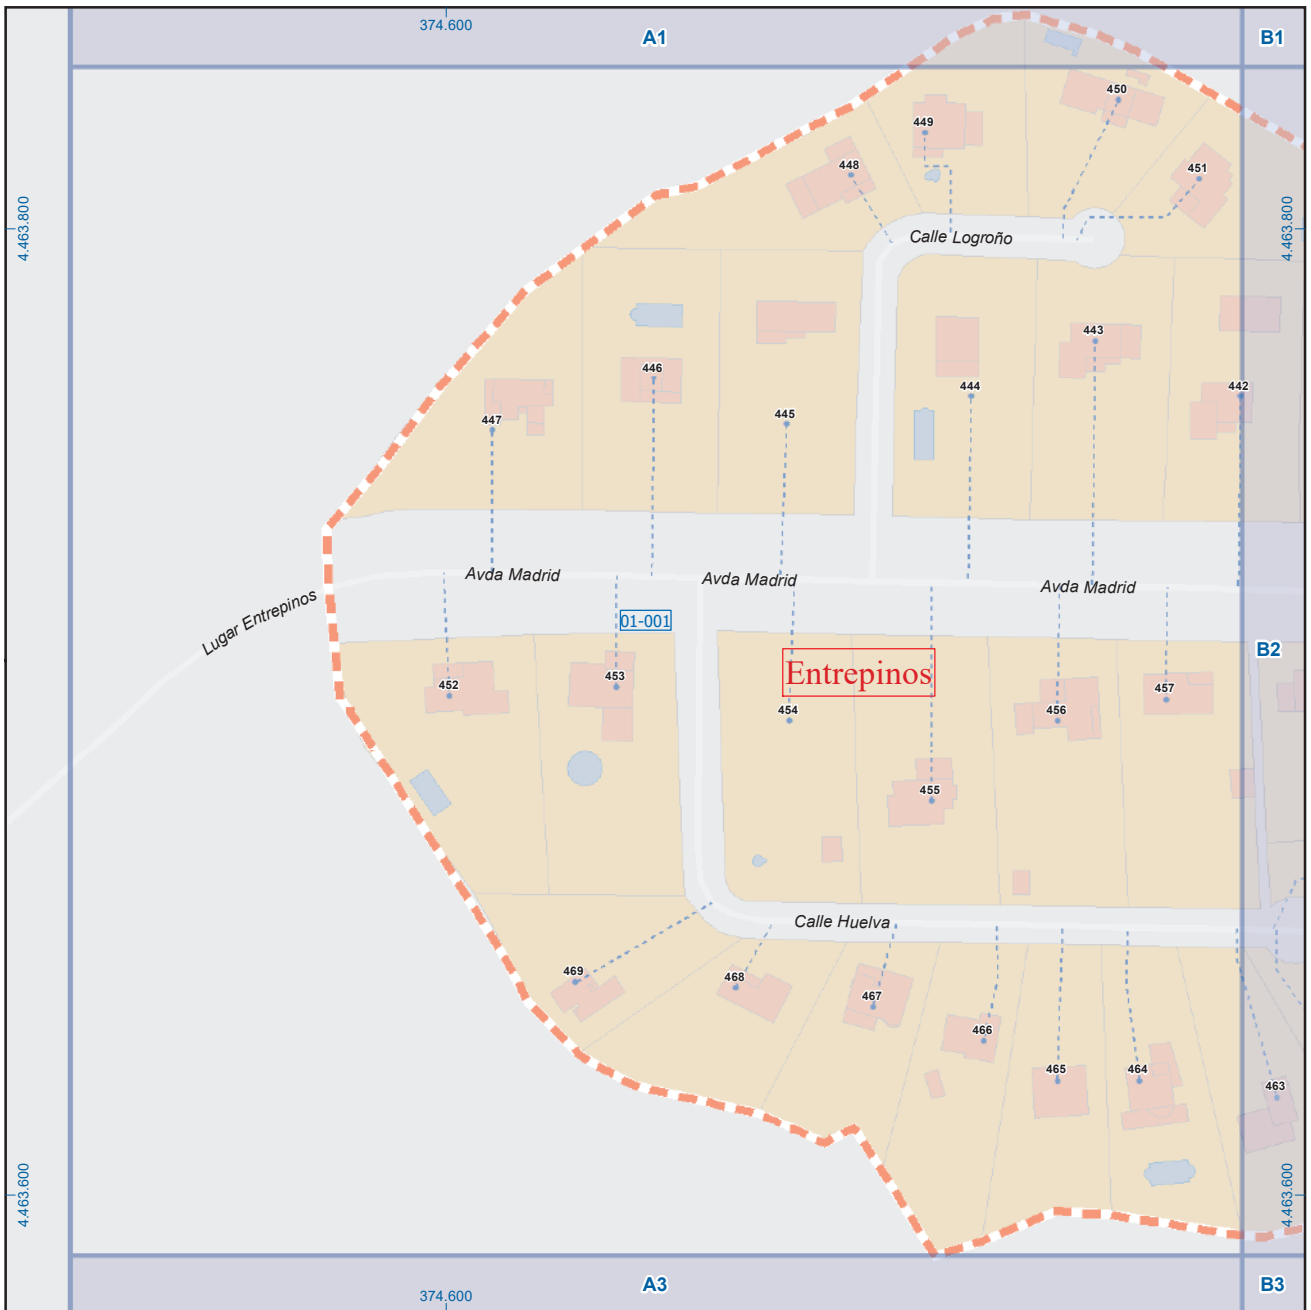 374.600
A1
B1
450
449
448
451
4.463.800
4.463.800
Calle Logroño
443
446
442
444
445
447
Avda Madrid
Avda Madrid
Avda Madrid
Lugar Entrepinos
01-001
B2
Entrepinos
453
452
457
454
456
455
Calle Huelva
469
468
467
466
465
464
463
4.463.600
4.463.600
A3
B3
374.600